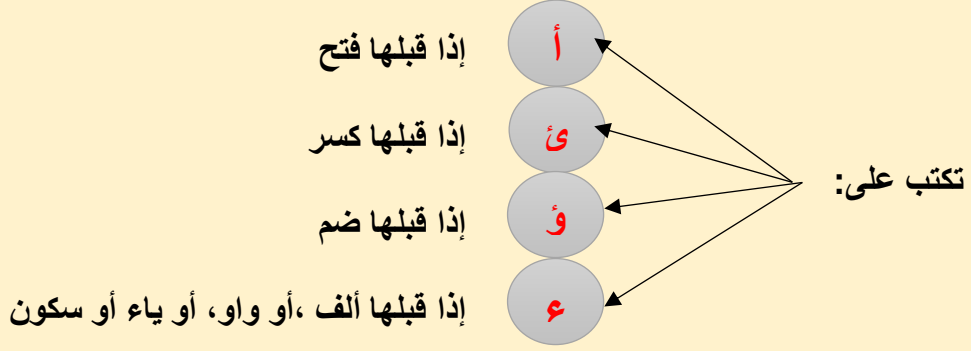 تكتب على:
أ إذا قبلها فتح
ئ إذا قبلها كسر
ؤ إذا قبلها ضم
ء إذا قبلها ألف ،أو واو، أو ياء أو سكون